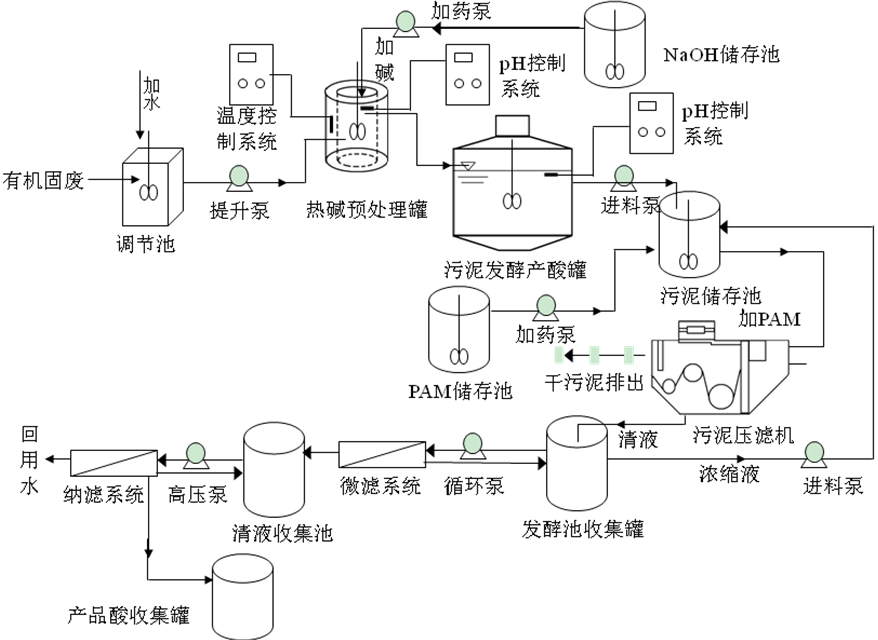 加药泵
NaOH储存池
加
碱
pH控制
系统
pH控制
系统
加
水
温度控
制系统
有机固废
提升泵
热碱预处理罐
进料泵
调节池
污泥发酵产酸罐
污泥储存池
加PAM
加药泵
PAM储存池
干污泥排出
清液
污泥压滤机
回
用
水
纳滤系统
高压泵
微滤系统
循环泵
浓缩液
进料泵
清液收集池
发酵池收集罐
产品酸收集罐